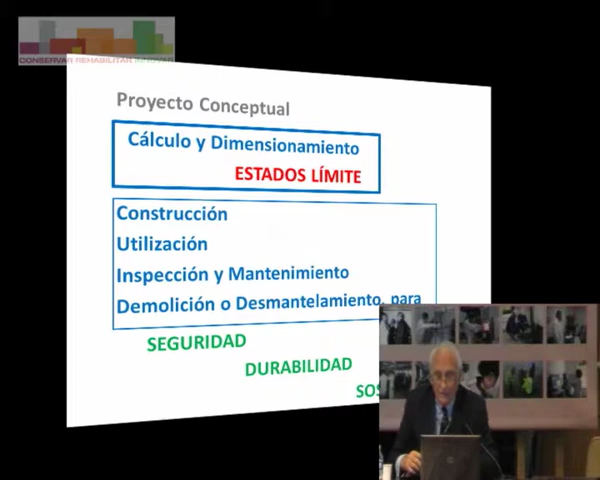 CONSERVAR REHABILITAR INNOVAR
Proyecto Conceptual
Cálculo y Dimensionamiento
ESTADOS LÍMITE
Construcción
Utilización
Inspección y Mantenimiento
Demolición o Desmantelamiento, para
SEGURIDAD
DURABILIDAD